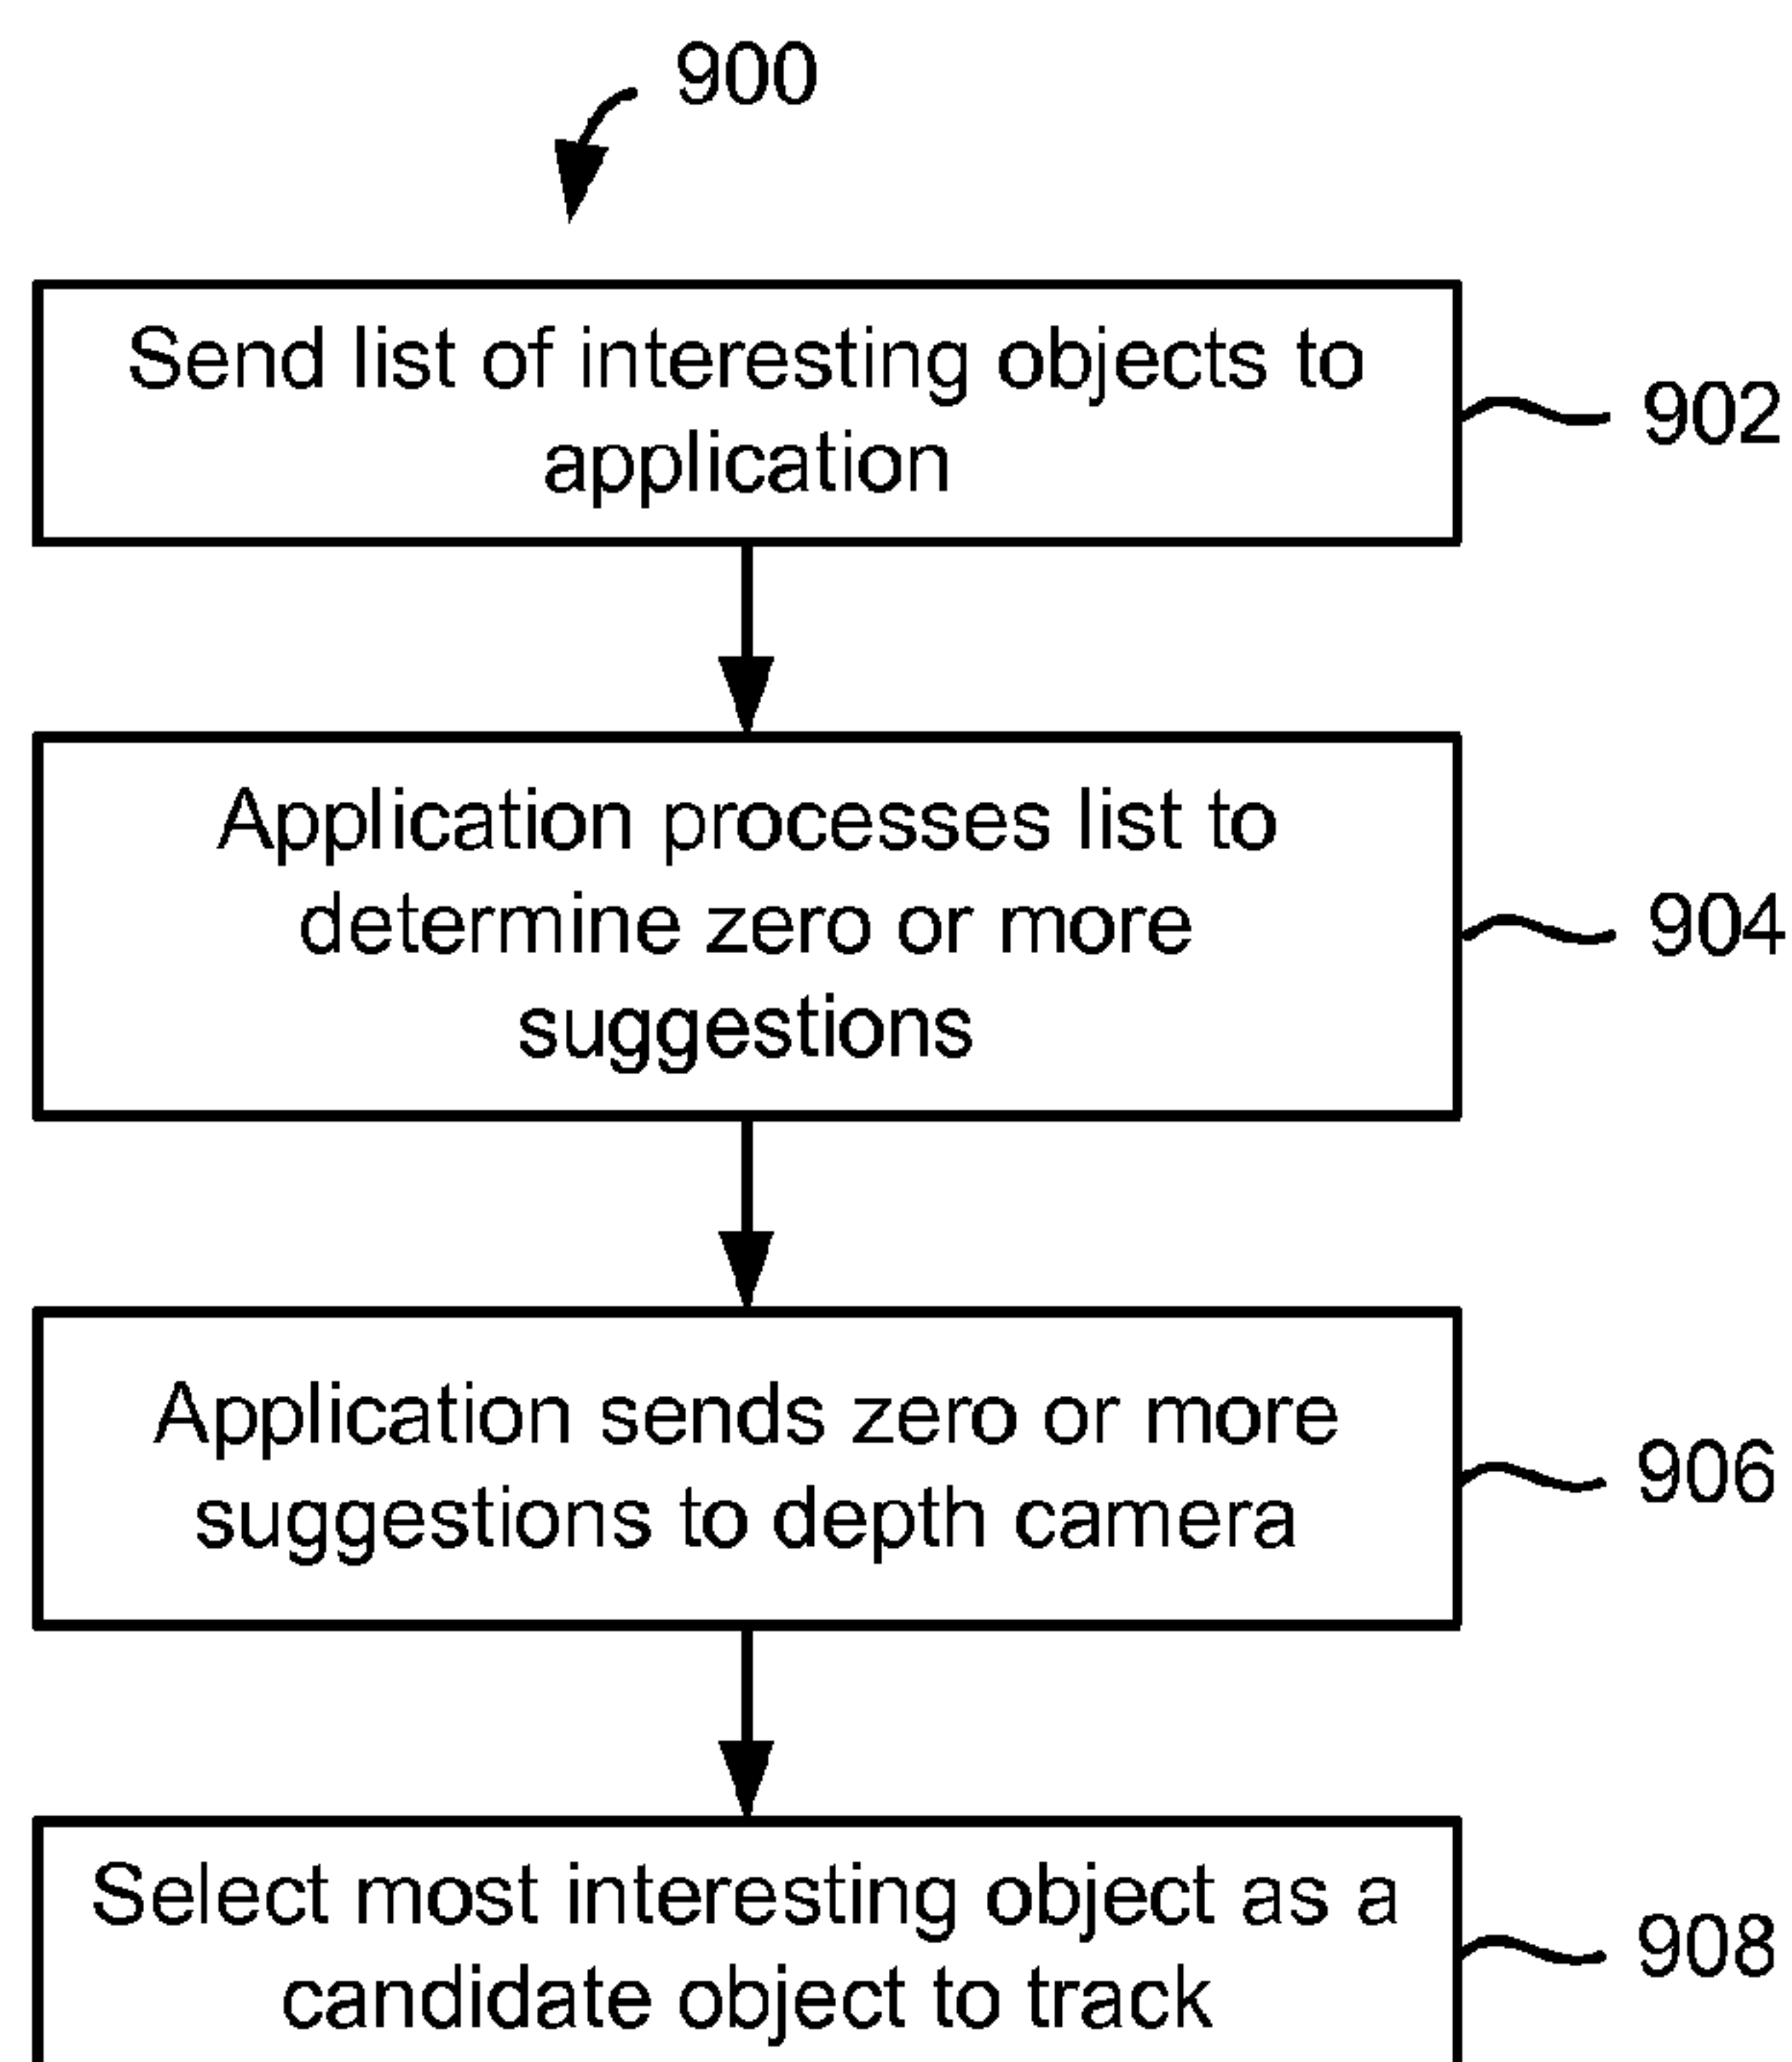 900
Send list of interesting objects to
application
902
Application processes list to
determine zero or more
suggestions
904
Application sends zero or more
suggestions to depth camera
906
Select most interesting object as a
candidate object to track
908